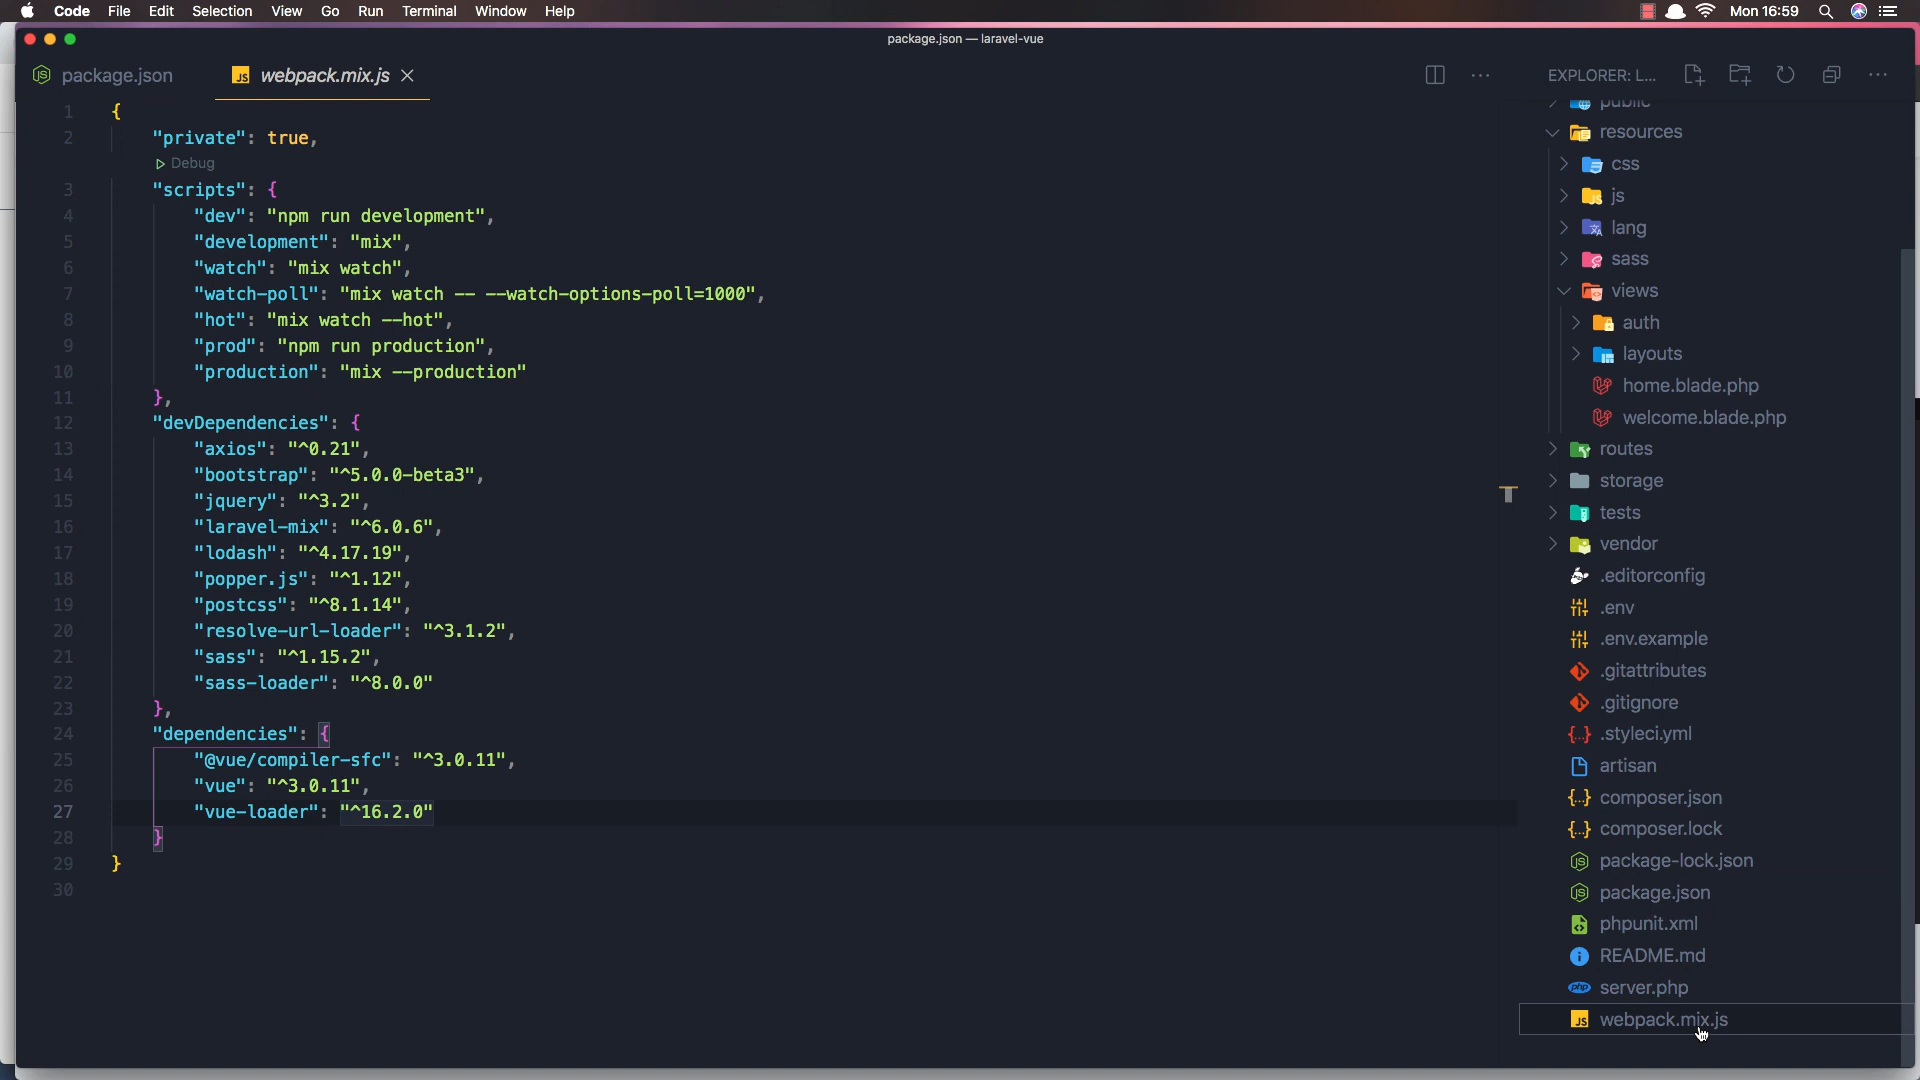 Code File Edit Selection View Go Run Terminal Window Help Mon 16:59
package.json — laravel-vue
package.json webpack.mix.js EXPLORER: L...
1 {
2 "private": true,
Debug
3 "scripts": {
4 "dev": "npm run development",
5 "development": "mix",
6 "watch": "mix watch",
7 "watch-poll": "mix watch -- --watch-options-poll=1000",
8 "hot": "mix watch --hot",
9 "prod": "npm run production",
10 "production": "mix --production"
11 },
12 "devDependencies": {
13 "axios": "^0.21",
14 "bootstrap": "^5.0.0-beta3",
15 "jquery": "^3.2",
16 "laravel-mix": "^6.0.6",
17 "lodash": "^4.17.19",
18 "popper.js": "^1.12",
19 "postcss": "^8.1.14",
20 "resolve-url-loader": "^3.1.2",
21 "sass": "^1.15.2",
22 "sass-loader": "^8.0.0"
23 },
24 "dependencies": {
25 "@vue/compiler-sfc": "^3.0.11",
26 "vue": "^3.0.11",
27 "vue-loader": "^16.2.0"
28 }
29 }
30
public
resources
css
js
lang
sass
views
auth
layouts
home.blade.php
welcome.blade.php
routes
storage
tests
vendor
.editorconfig
.env
.env.example
.gitattributes
.gitignore
.styleci.yml
artisan
composer.json
composer.lock
package-lock.json
package.json
phpunit.xml
README.md
server.php
webpack.mix.js